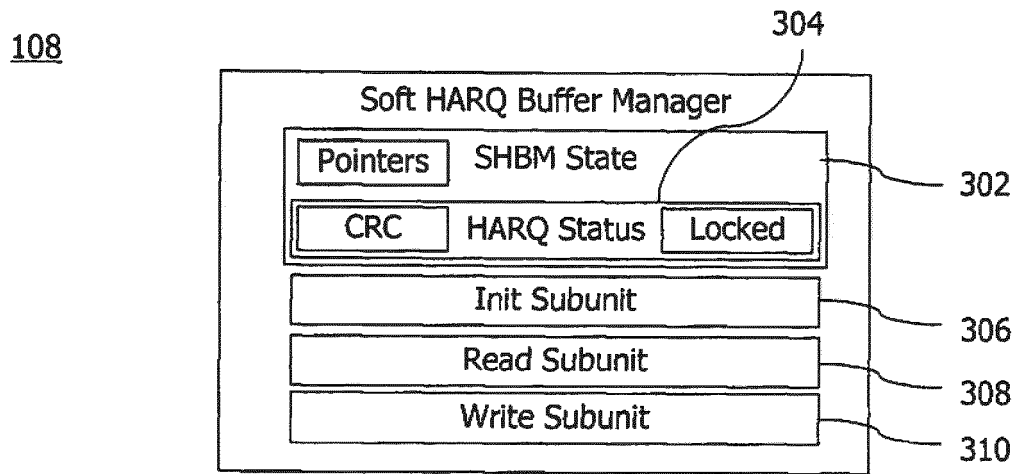 304
108
Soft HARQ Buffer Manager
Pointers SHBM State
302
CRC HARQ Status Locked
Init Subunit
306
Read Subunit
308
Write Subunit
310